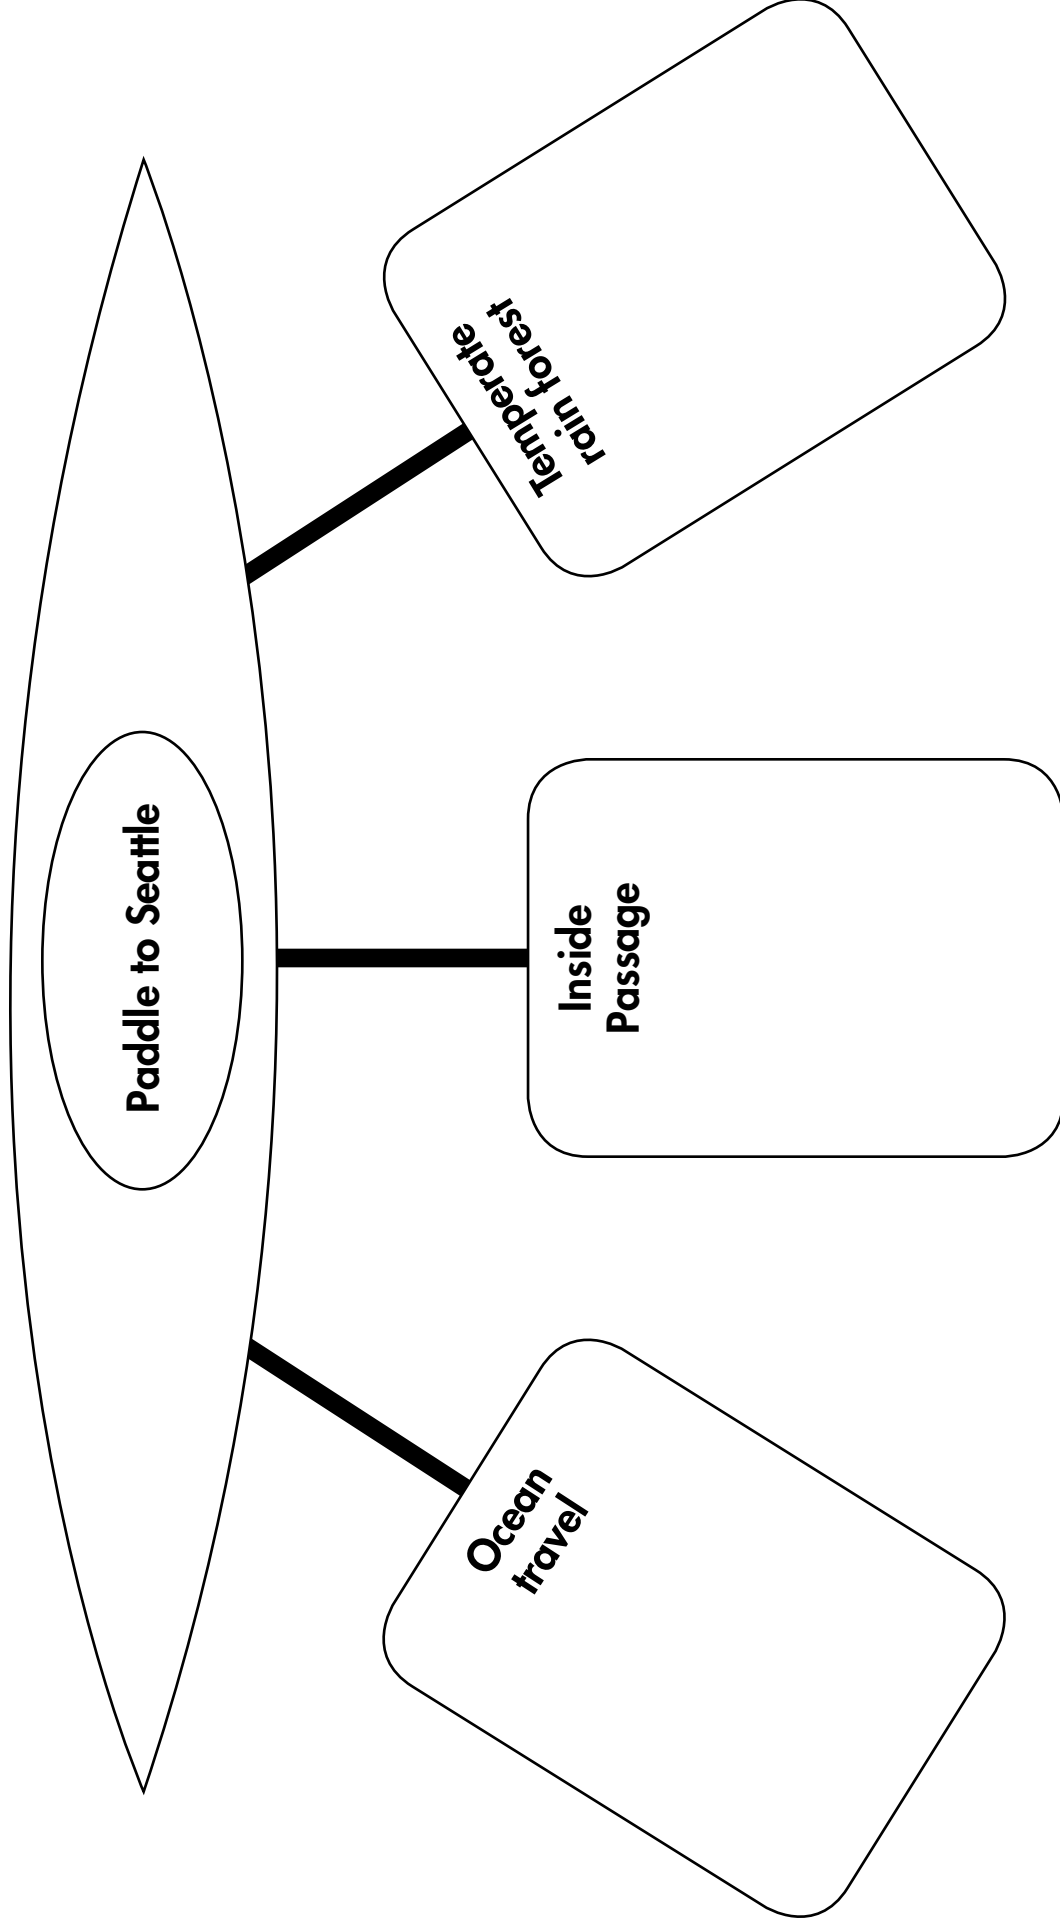 Paddle to Seattle
Ocean
travel
Inside
Passage
Temperate
rain forest